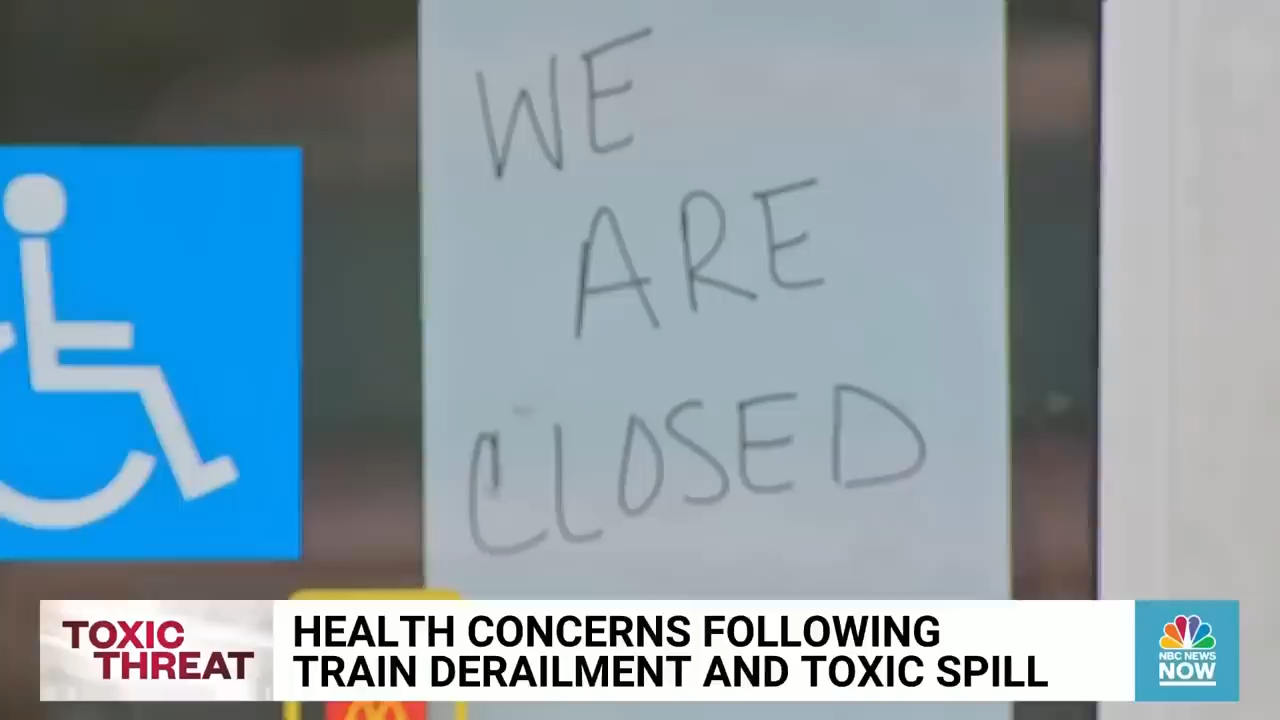 WE
ARE
CLOSED
TOXIC
THREAT
HEALTH CONCERNS FOLLOWING
TRAIN DERAILMENT AND TOXIC SPILL
NBC NEWS
NOW